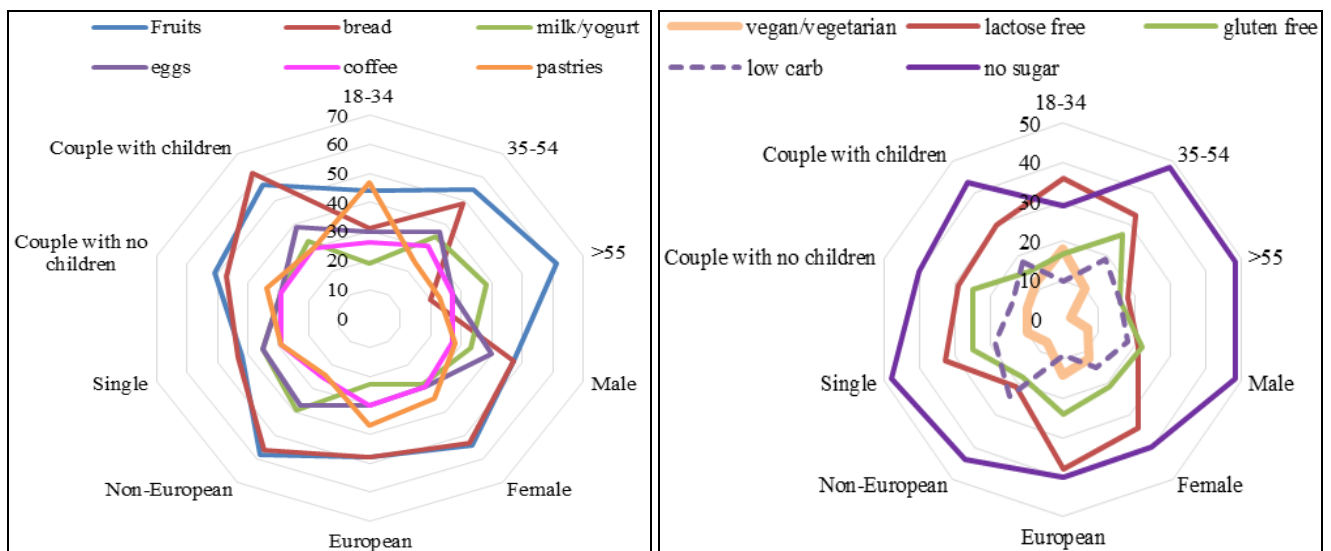 Fruits bread milk/yogurt
eggs coffee pastries
18-34
70
60
50
40
30
20
10
0
35-54
>55
Male
Female
European
Non-European
Single
Couple with no
children
Couple with children
vegan/vegetarian lactose free gluten free
low carb no sugar
18-34
50
40
30
20
10
0
35-54
>55
Male
Female
European
Non-European
Single
Couple with no children
Couple with children